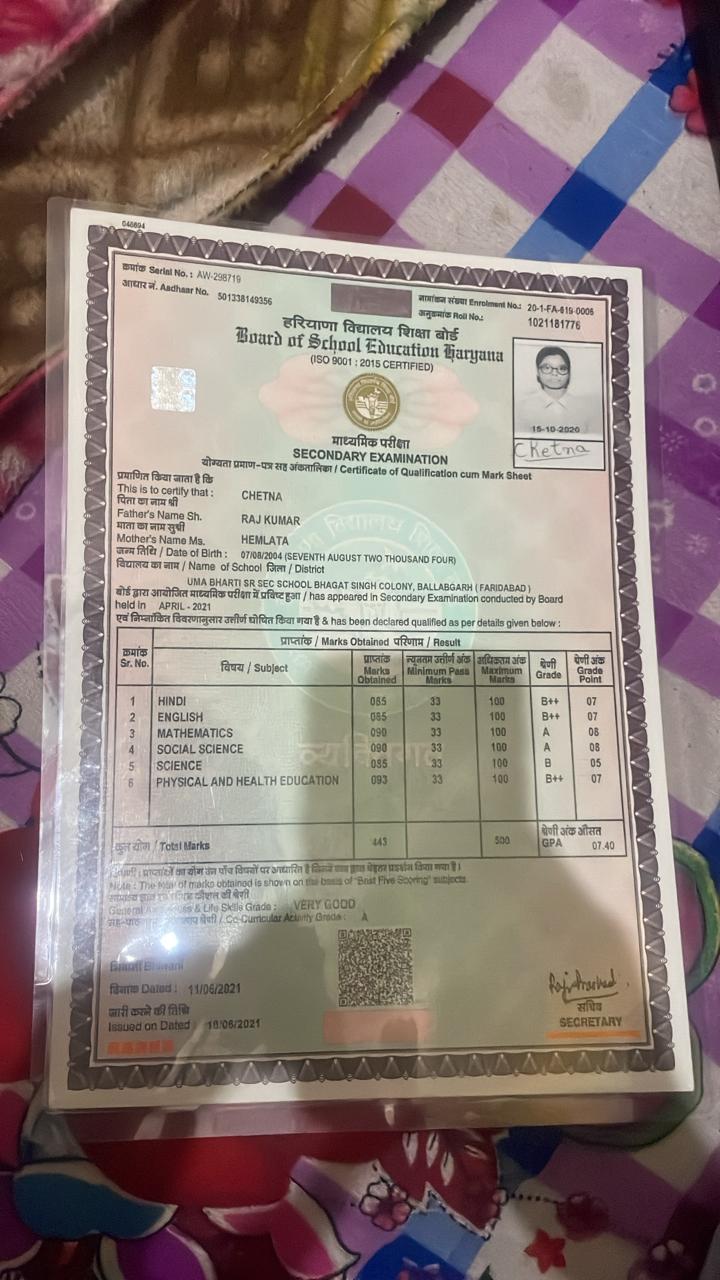 046694
क्रमांक Serial No. : AW-298719
आधार नं. Aadhaar No. 501338149356
नामांकन संख्या Enrolment No.: 20-1-FA-619-0006
अनुक्रमांक Roll No.: 1021181776
हरियाणा विद्यालय शिक्षा बोर्ड
Board of School Education Haryana
(ISO 9001 : 2015 CERTIFIED)
15-10-2020
Chetna
माध्यमिक परीक्षा
SECONDARY EXAMINATION
योग्यता प्रमाण-पत्र सह अंकतालिका / Certificate of Qualification cum Mark Sheet
प्रमाणित किया जाता है कि
This is to certify that : CHETNA
पिता का नाम श्री
Father's Name Sh. RAJ KUMAR
माता का नाम सुश्री
Mother's Name Ms. HEMLATA
जन्म तिथि / Date of Birth : 07/08/2004 (SEVENTH AUGUST TWO THOUSAND FOUR)
विद्यालय का नाम / Name of School जिला / District
UMA BHARTI SR SEC SCHOOL BHAGAT SINGH COLONY, BALLABGARH ( FARIDABAD )
बोर्ड द्वारा आयोजित माध्यमिक परीक्षा में प्रविष्ट हुआ / has appeared in Secondary Examination conducted by Board
held in APRIL - 2021
एवं निम्नांकित विवरणानुसार उत्तीर्ण घोषित किया गया है & has been declared qualified as per details given below :
प्राप्तांक / Marks Obtained परिणाम / Result
क्रमांक Sr. No. विषय / Subject प्राप्तांक Marks Obtained न्यूनतम उत्तीर्ण अंक Minimum Pass Marks अधिकतम अंक Maximum Marks श्रेणी Grade श्रेणी अंक Grade Point
1 HINDI 085 33 100 B++ 07
2 ENGLISH 085 33 100 B++ 07
3 MATHEMATICS 090 33 100 A 08
4 SOCIAL SCIENCE 090 33 100 A 08
5 SCIENCE 085 33 100 B 05
6 PHYSICAL AND HEALTH EDUCATION 093 33 100 B++ 07
कुल योग / Total Marks 443 500 श्रेणी अंक औसत GPA 07.40
प्राप्तांकों का योग उन पाँच विषयों पर आधारित है जिनमें बेहतर प्रदर्शन किया गया है।
Note : The total of marks obtained is shown on the basis of "Best Five Scoring" subjects.
General & Life Skills Grade : VERY GOOD
/ Co-Curricular Activity Grade : A
दिनांक Dated : 11/06/2021
जारी करने की तिथि
Issued on Dated 18/06/2021
सचिव
SECRETARY